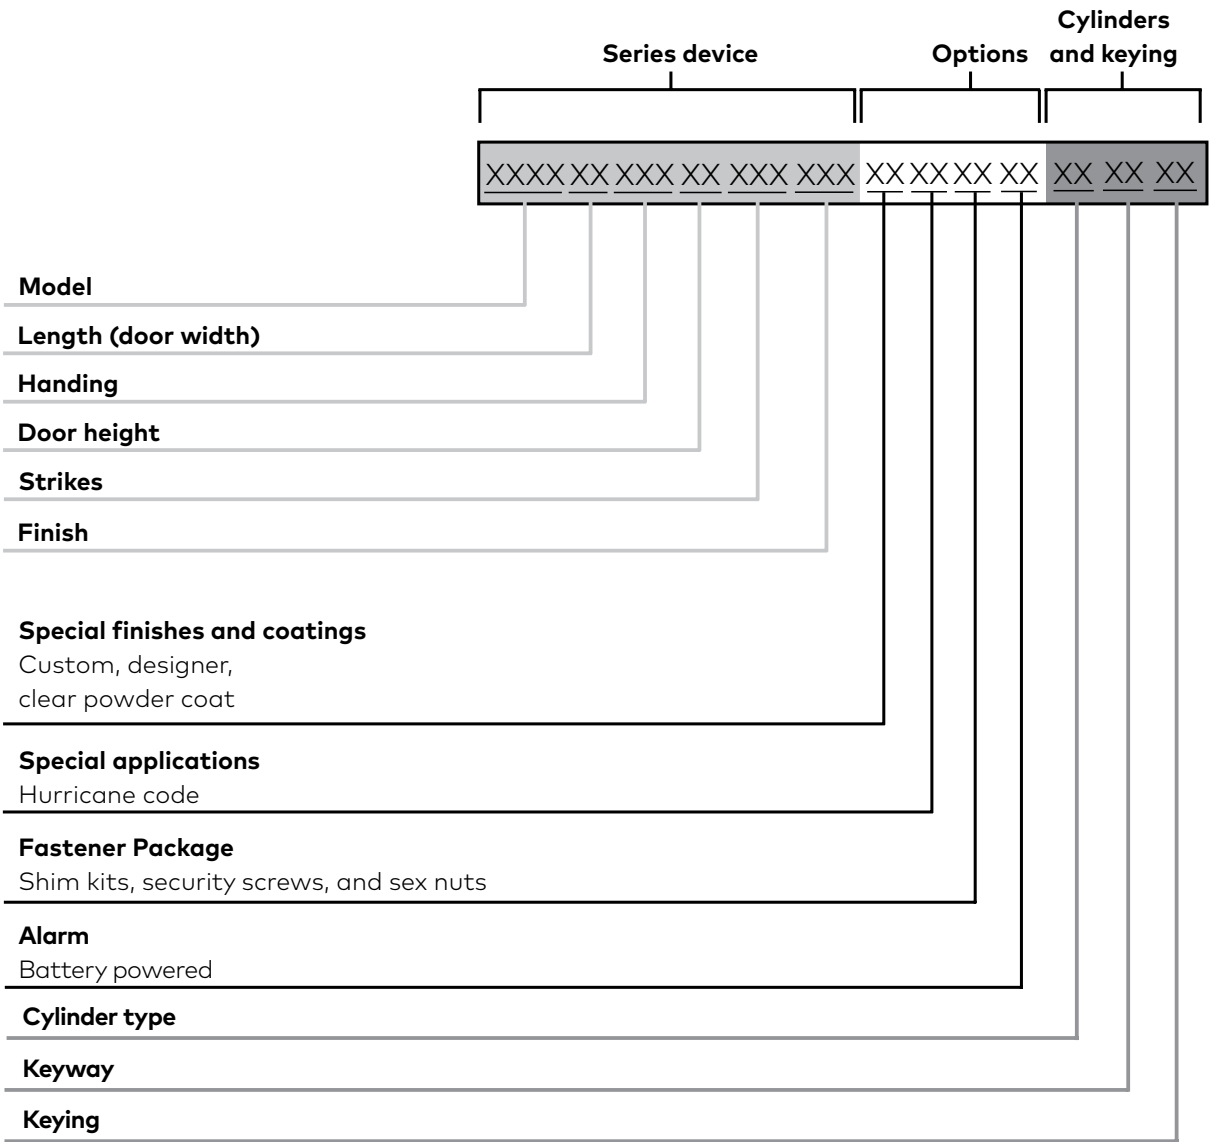 Cylinders
Series device Options and keying
XXXX XX XXX XX XXX XXX XX XX XX XX XX XX XX
Model
Length (door width)
Handing
Door height
Strikes
Finish
Special finishes and coatings
Custom, designer,
clear powder coat
Special applications
Hurricane code
Fastener Package
Shim kits, security screws, and sex nuts
Alarm
Battery powered
Cylinder type
Keyway
Keying